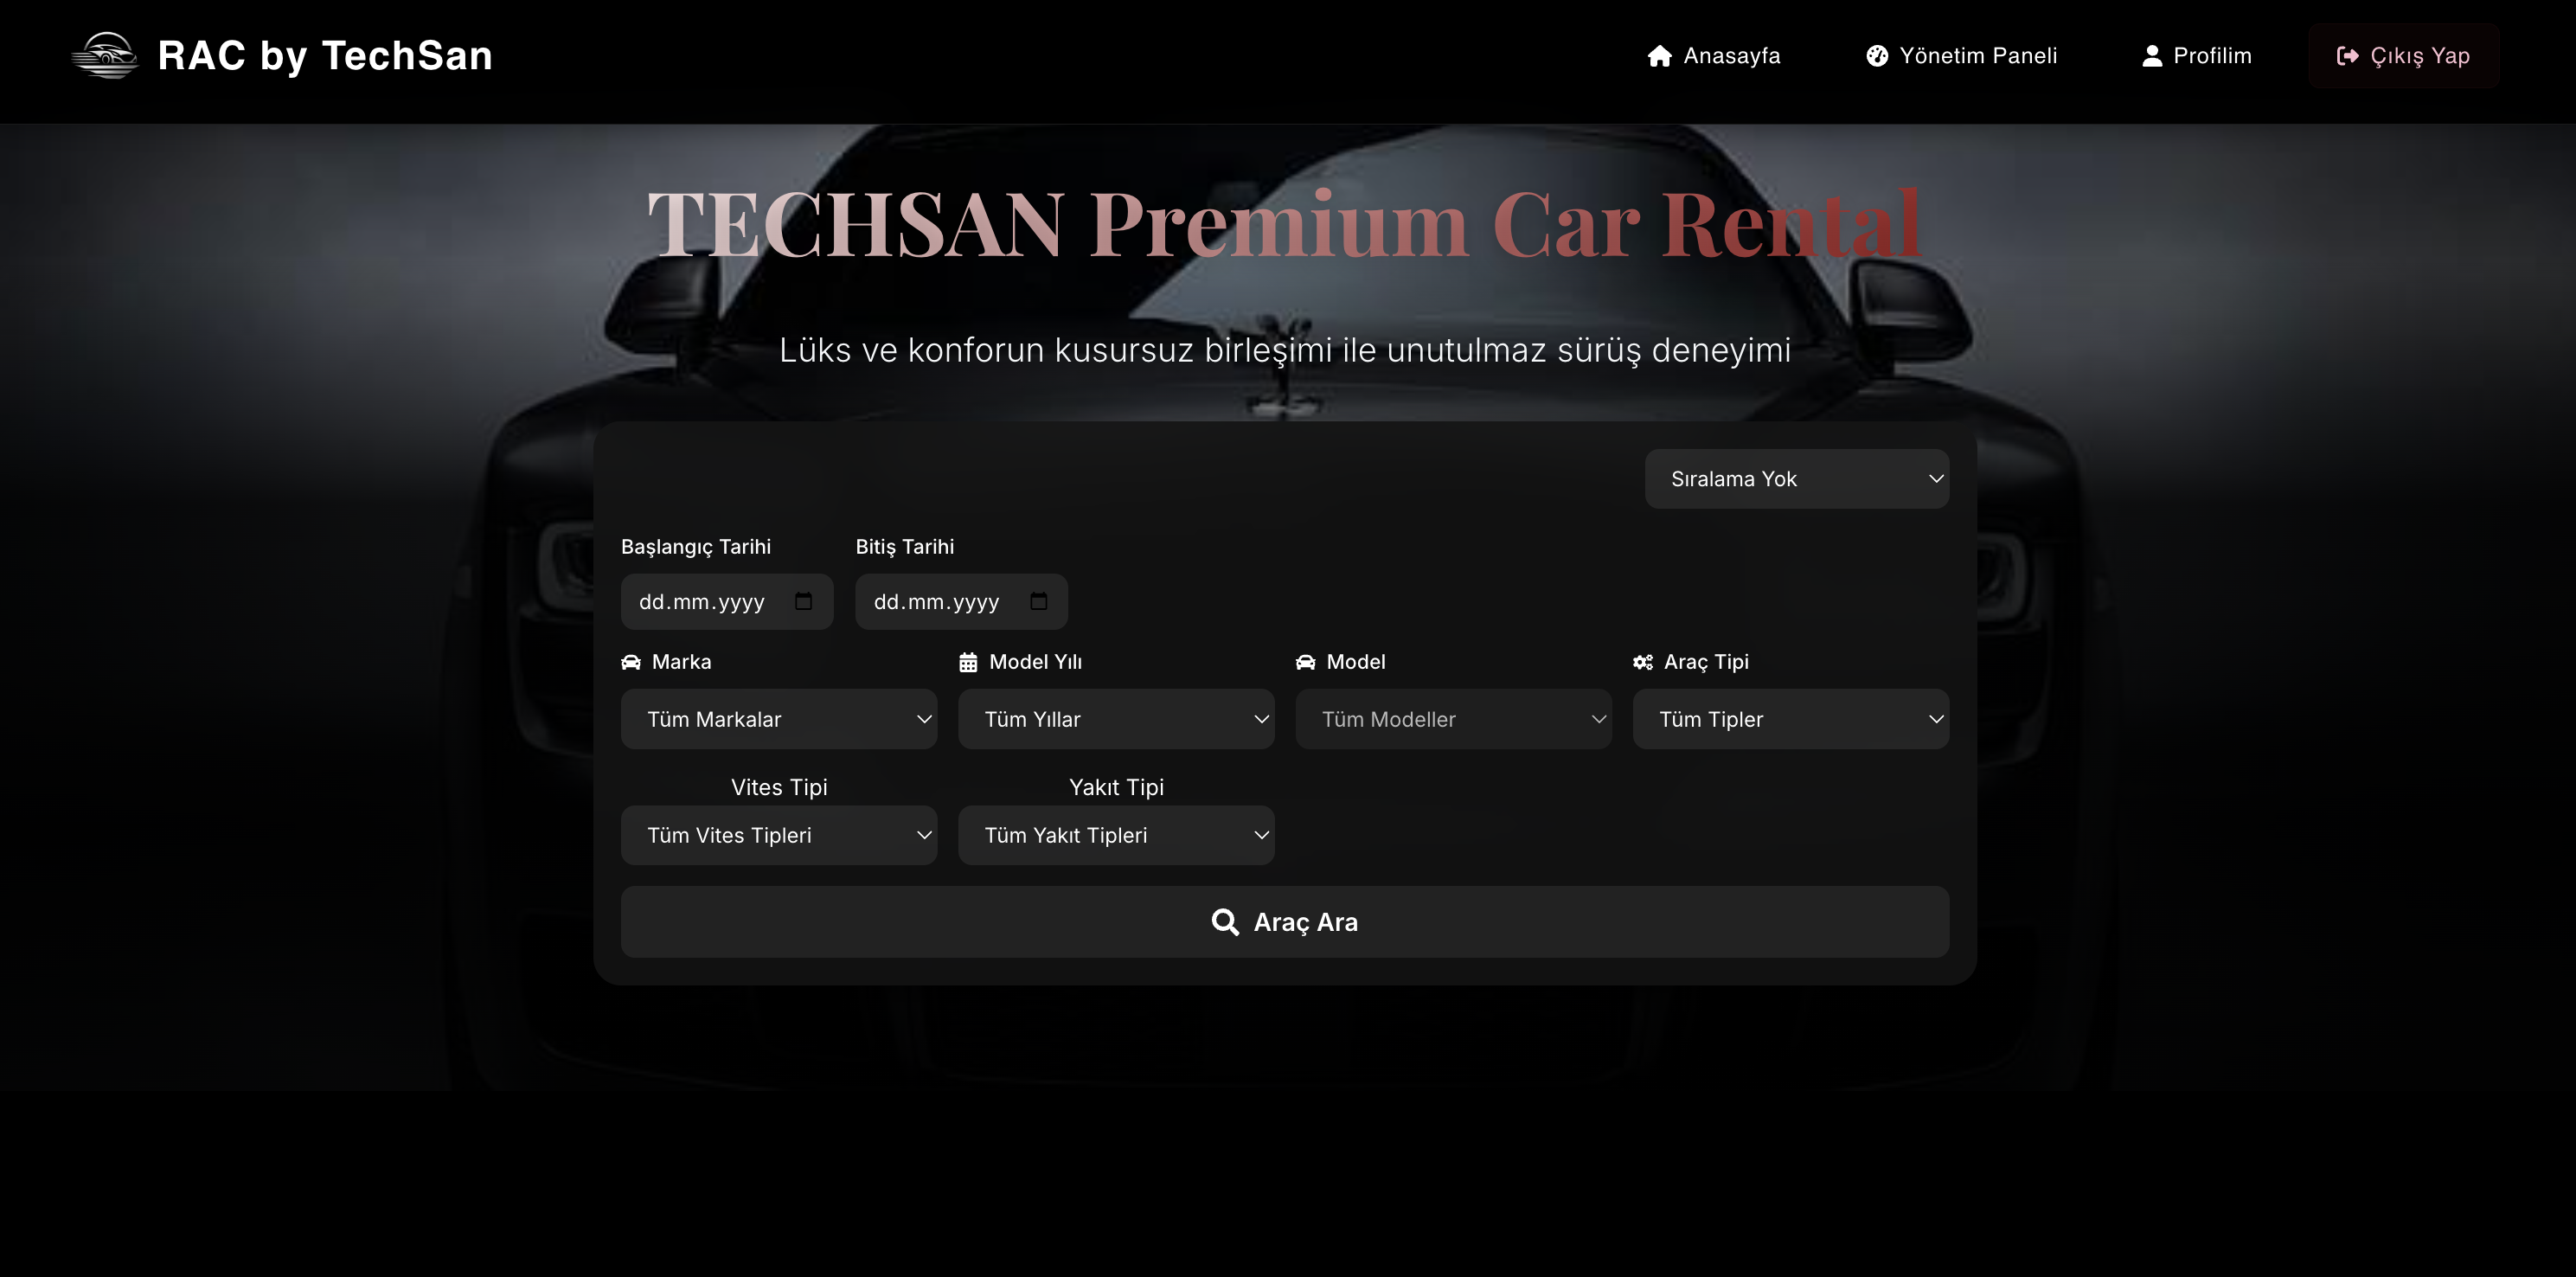 RAC by TechSan
Anasayfa
Yönetim Paneli
Profilim
Çıkış Yap
TECHSAN Premium Car Rental
Lüks ve konforun kusursuz birleşimi ile unutulmaz sürüş deneyimi
Sıralama Yok
Başlangıç Tarihi
Bitiş Tarihi
dd.mm.yyyy
dd.mm.yyyy
Marka
Model Yılı
Model
Araç Tipi
Tüm Markalar
Tüm Yıllar
Tüm Modeller
Tüm Tipler
Vites Tipi
Yakıt Tipi
Tüm Vites Tipleri
Tüm Yakıt Tipleri
Araç Ara